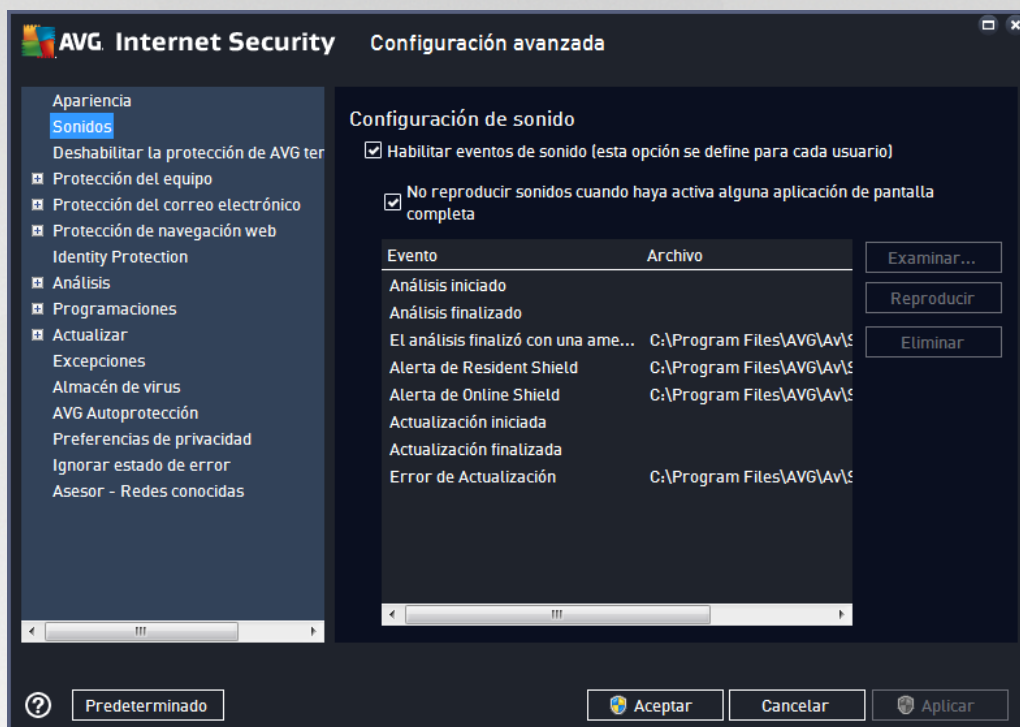 AVG. Internet Security Configuración avanzada
Apariencia
Sonidos
Deshabilitar la protección de AVG ter
Protección del equipo
Protección del correo electrónico
Protección de navegación web
Identity Protection
Análisis
Programaciones
Actualizar
Excepciones
Almacén de virus
AVG Autoprotección
Preferencias de privacidad
Ignorar estado de error
Asesor - Redes conocidas
Configuración de sonido
Habilitar eventos de sonido (esta opción se define para cada usuario)
No reproducir sonidos cuando haya activa alguna aplicación de pantalla
completa
Evento Archivo
Análisis iniciado
Análisis finalizado
El análisis finalizó con una ame... C:\Program Files\AVG\Av\S
Alerta de Resident Shield C:\Program Files\AVG\Av\S
Alerta de Online Shield C:\Program Files\AVG\Av\S
Actualización iniciada
Actualización finalizada
Error de Actualización C:\Program Files\AVG\Av\S
Examinar...
Reproducir
Eliminar
Predeterminado
Aceptar
Cancelar
Aplicar